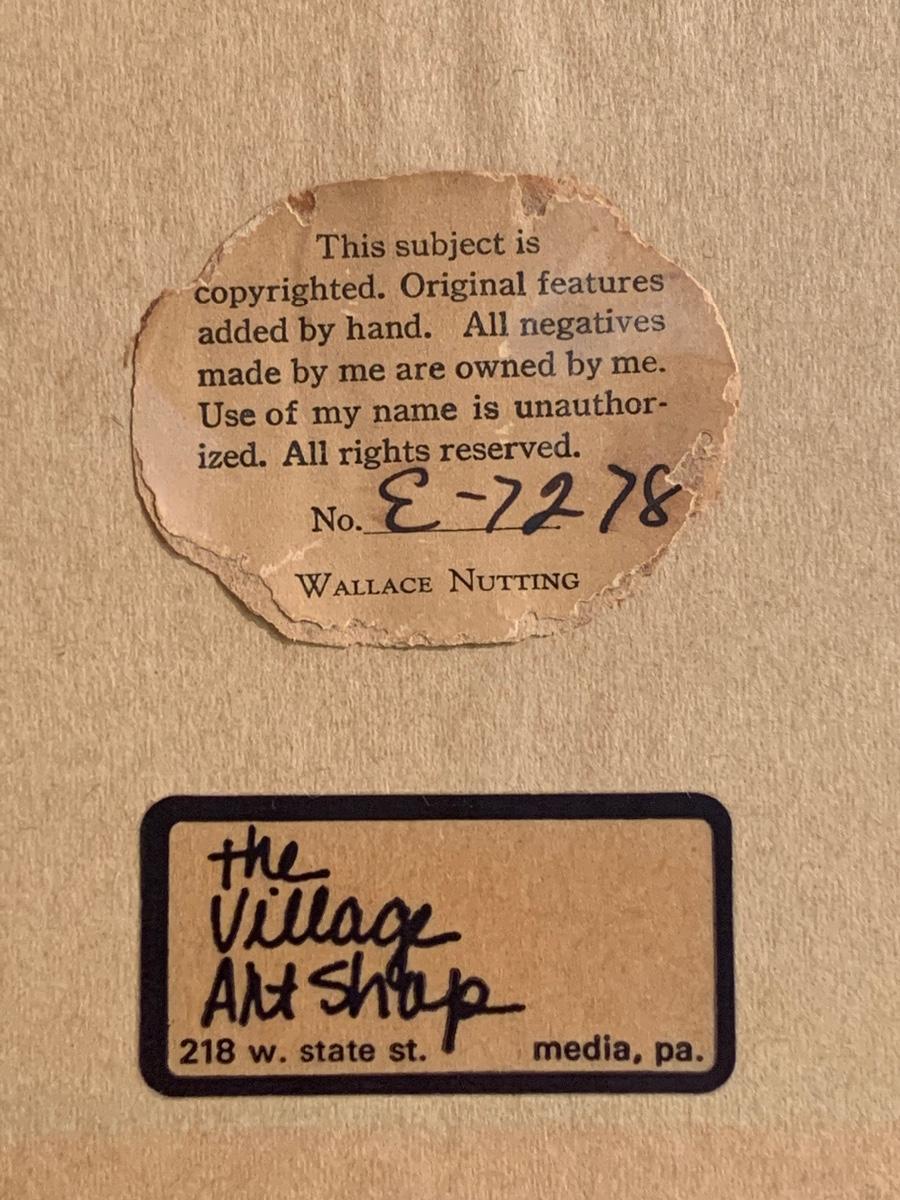 This subject is
copyrighted. Original features
added by hand. All negatives
made by me are owned by me.
Use of my name is unauthor-
ized. All rights reserved.
No. E-7278
WALLACE NUTTING
the
Village
Art Shop
218 w. state st. media, pa.